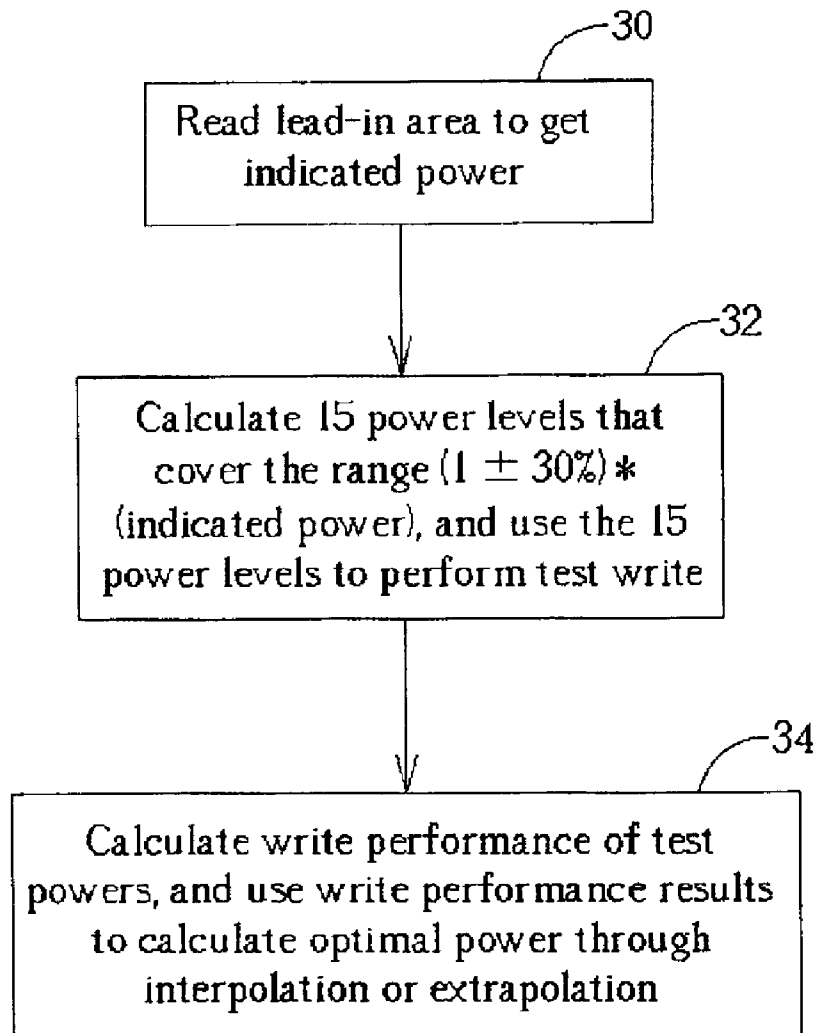 30
Read lead-in area to get
indicated power
32
Calculate 15 power levels that
cover the range (1 ± 30%)*
(indicated power), and use the 15
power levels to perform test write
34
Calculate write performance of test
powers, and use write performance results
to calculate optimal power through
interpolation or extrapolation